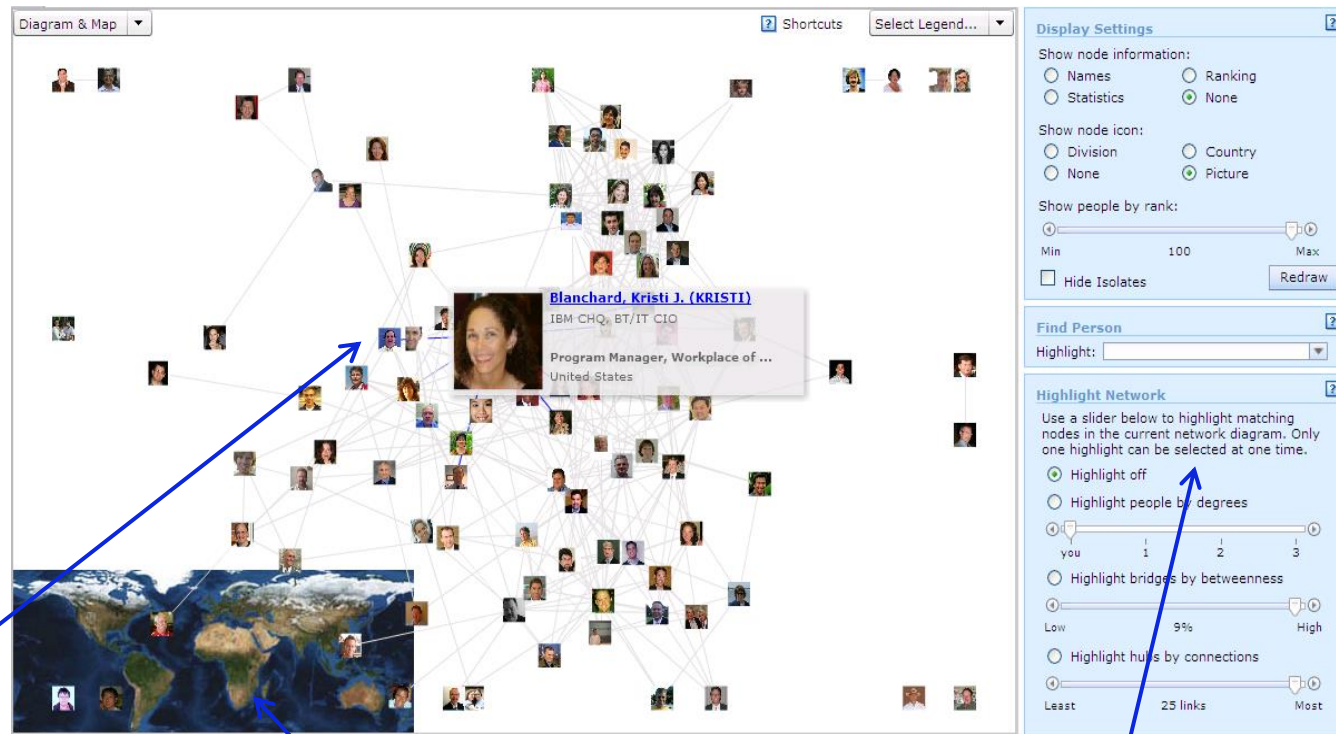 Diagram & Map
? Shortcuts
Select Legend...
Blanchard, Kristi J. (KRISTI)
IBM CHQ, BT/IT CIO
Program Manager, Workplace of ...
United States
Display Settings ?
Show node information:
Names Ranking
Statistics None
Show node icon:
Division Country
None Picture
Show people by rank:
Min 100 Max
Hide Isolates Redraw
Find Person ?
Highlight:
Highlight Network ?
Use a slider below to highlight matching
nodes in the current network diagram. Only
one highlight can be selected at one time.
Highlight off
Highlight people by degrees
you 1 2 3
Highlight bridges by betweenness
Low 9% High
Highlight hubs by connections
Least 25 links Most